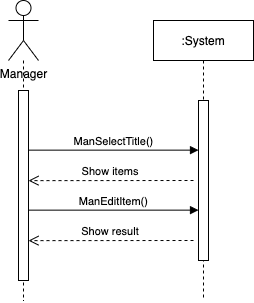 :System
Manager
ManSelectTitle()
Show items
ManEditItem()
Show result